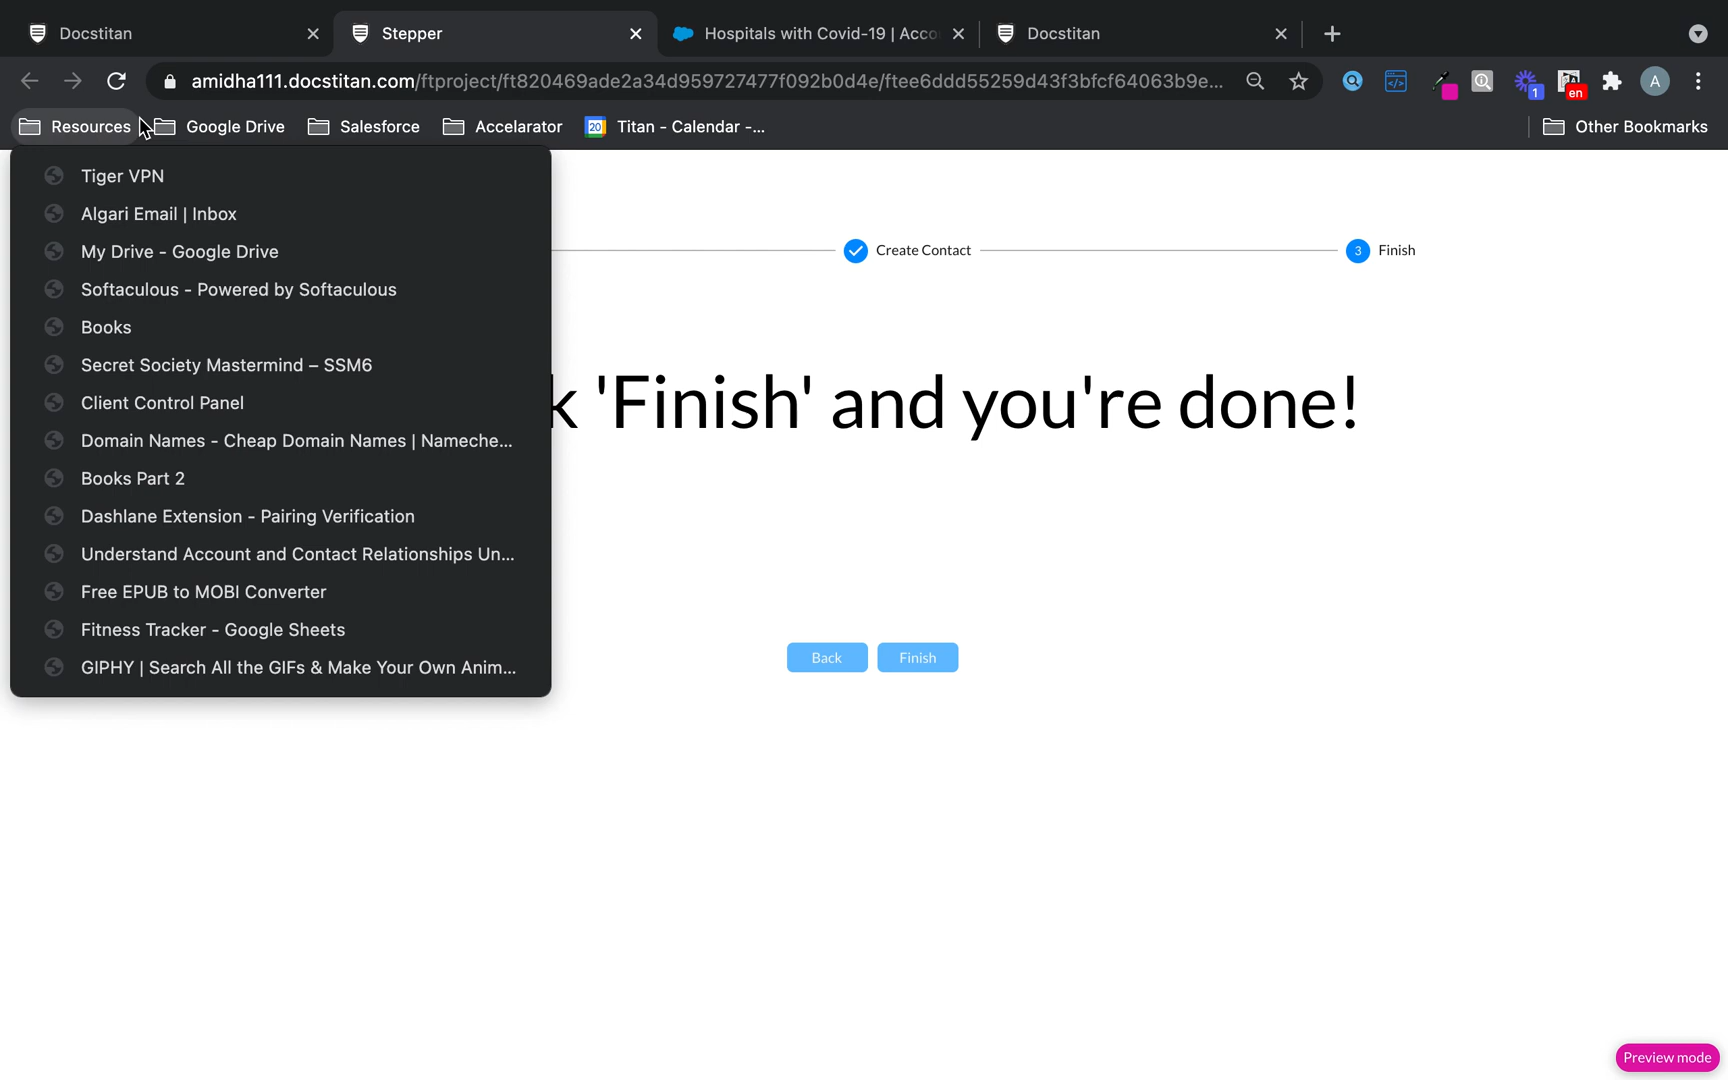 Docstitan
Stepper
Hospitals with Covid-19 | Acco
Docstitan
amidha111.docstitan.com/ftproject/ft820469ade2a34d959727477f092b0d4e/ftee6ddd55259d43f3bfcf64063b9e...
1
en
A
Resources
Google Drive
Salesforce
Accelarator
20
Titan - Calendar -...
Other Bookmarks
Tiger VPN
Algari Email | Inbox
My Drive - Google Drive
Softaculous - Powered by Softaculous
Books
Secret Society Mastermind – SSM6
Client Control Panel
Domain Names - Cheap Domain Names | Nameche...
Books Part 2
Dashlane Extension - Pairing Verification
Understand Account and Contact Relationships Un...
Free EPUB to MOBI Converter
Fitness Tracker - Google Sheets
GIPHY | Search All the GIFs & Make Your Own Anim...
Create Contact
3 Finish
k 'Finish' and you're done!
Back
Finish
Preview mode